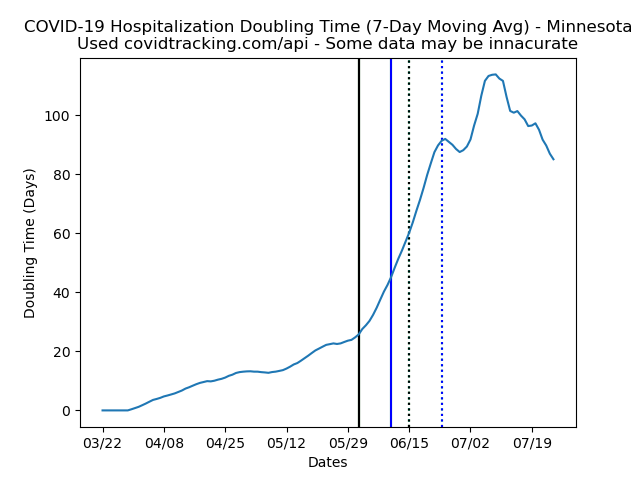 COVID-19 Hospitalization Doubling Time (7-Day Moving Avg) - Minnesota
Used covidtracking.com/api - Some data may be innacurate
Doubling Time (Days)
100
80
60
40
20
0
03/22 04/08 04/25 05/12 05/29 06/15 07/02 07/19
Dates